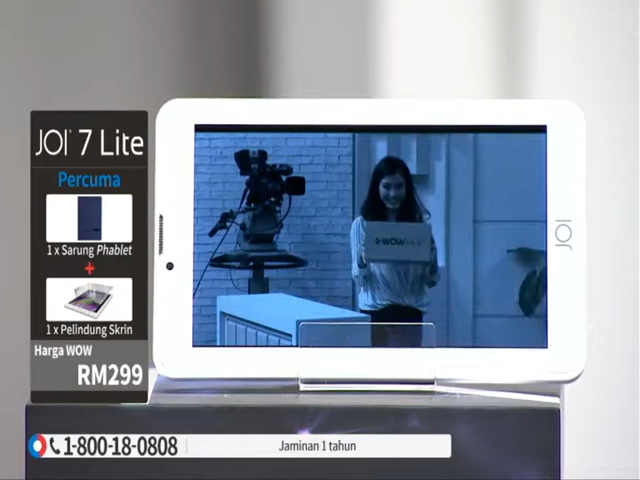 JOI 7 Lite
Percuma
1 x Sarung Phablet
+
1 x Pelindung Skrin
Harga WOW
RM299
1-800-18-0808
Jaminan 1 tahun
JOI
WOW